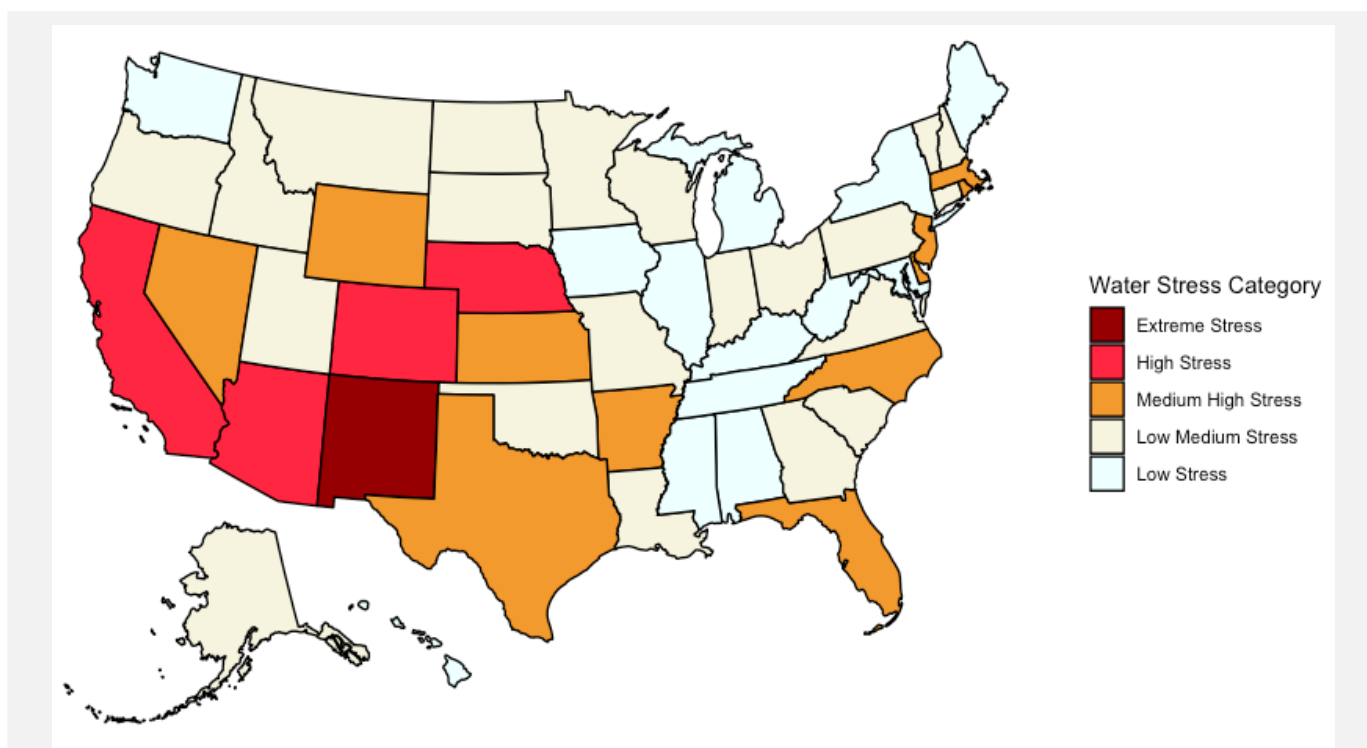 Water Stress Category
Extreme Stress
High Stress
Medium High Stress
Low Medium Stress
Low Stress